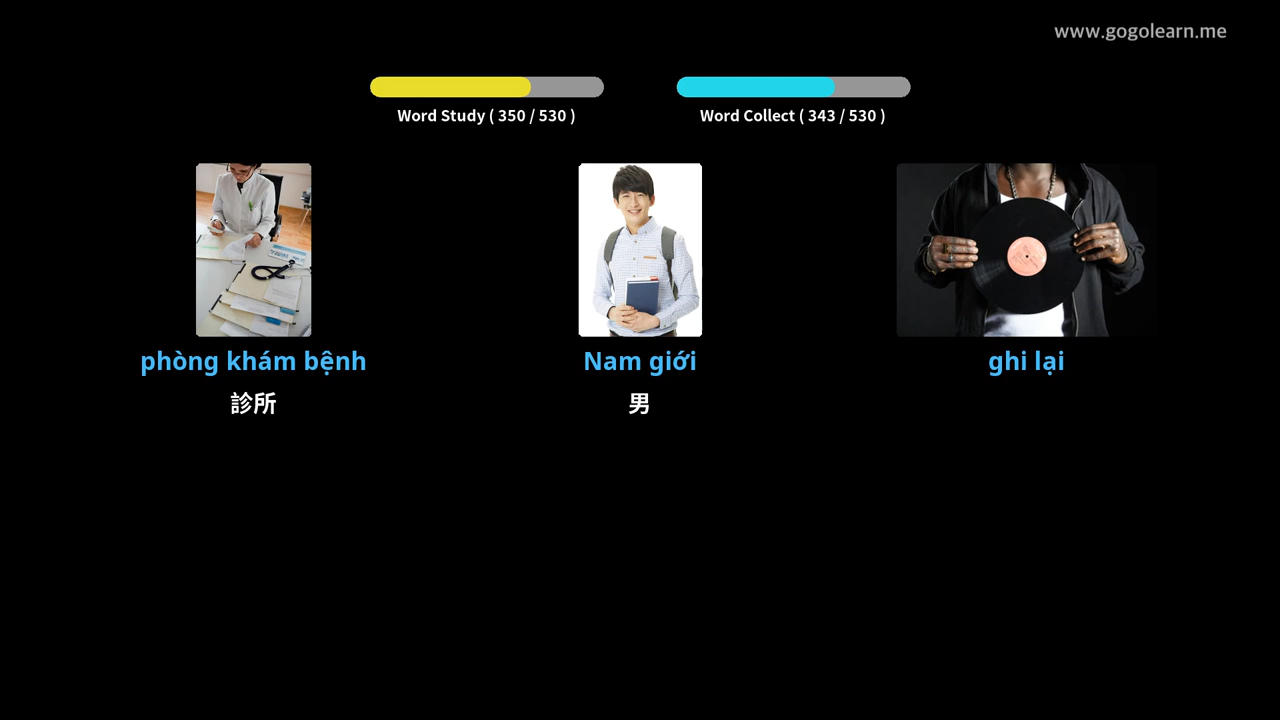 www.gogolearn.me
Word Study ( 350 / 530 )
Word Collect ( 343 / 530 )
phòng khám bệnh
Nam giới
ghi lại
診所
男